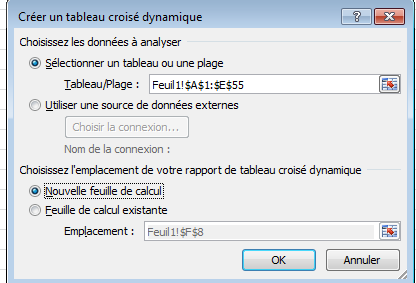 Créer un tableau croisé dynamique
Choisissez les données à analyser
Sélectionner un tableau ou une plage
Tableau/Plage : Feuil1!$A$1:$E$55
Utiliser une source de données externes
Choisir la connexion...
Nom de la connexion :
Choisissez l'emplacement de votre rapport de tableau croisé dynamique
Nouvelle feuille de calcul
Feuille de calcul existante
Emplacement : Feuil1!$F$8
OK Annuler